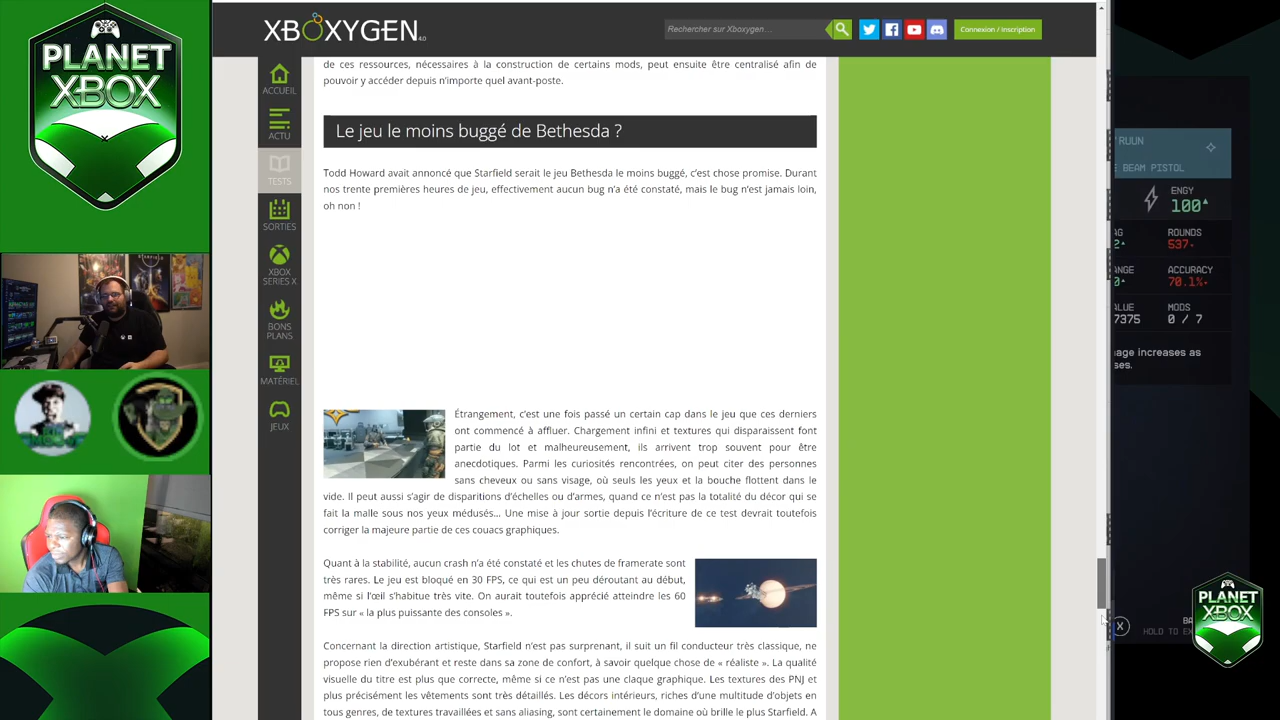 PLANET
XBOX
XBOXYGEN 4.0
Rechercher sur Xboxygen...
Connexion / Inscription
ACCUEIL
ACTU
TESTS
SORTIES
XBOX
SERIES X
BONS
PLANS
MATÉRIEL
JEUX
de ces ressources, nécessaires à la construction de certains mods, peut ensuite être centralisé afin de
pouvoir y accéder depuis n'importe quel avant-poste.
Le jeu le moins buggé de Bethesda ?
Todd Howard avait annoncé que Starfield serait le jeu Bethesda le moins buggé, c'est chose promise. Durant
nos trente premières heures de jeu, effectivement aucun bug n'a été constaté, mais le bug n'est jamais loin,
oh non !
Étrangement, c'est une fois passé un certain cap dans le jeu que ces derniers
ont commencé à affluer. Chargement infini et textures qui disparaissent font
partie du lot et malheureusement, ils arrivent trop souvent pour être
anecdotiques. Parmi les curiosités rencontrées, on peut citer des personnes
sans cheveux ou sans visage, où seuls les yeux et la bouche flottent dans le
vide. Il peut aussi s'agir de disparitions d'échelles ou d'armes, quand ce n'est pas la totalité du décor qui se
fait la malle sous nos yeux médusés... Une mise à jour sortie depuis l'écriture de ce test devrait toutefois
corriger la majeure partie de ces couacs graphiques.
Quant à la stabilité, aucun crash n'a été constaté et les chutes de framerate sont
très rares. Le jeu est bloqué en 30 FPS, ce qui est un peu déroutant au début,
même si l'œil s'habitue très vite. On aurait toutefois apprécié atteindre les 60
FPS sur « la plus puissante des consoles ».
Concernant la direction artistique, Starfield n'est pas surprenant, il suit un fil conducteur très classique, ne
propose rien d'exubérant et reste dans sa zone de confort, à savoir quelque chose de « réaliste ». La qualité
visuelle du titre est plus que correcte, même si ce n'est pas une claque graphique. Les textures des PNJ et
plus précisément les vêtements sont très détaillés. Les décors intérieurs, riches d'une multitude d'objets en
tous genres, de textures travaillées et sans aliasing, sont certainement le domaine où brille le plus Starfield. A
RUUN
BEAM PISTOL
ENGY
100
ROUNDS
537
ACCURACY
70.1%
7375
MODS
0 / 7
increases as
X
HOLD TO
PLANET
XBOX